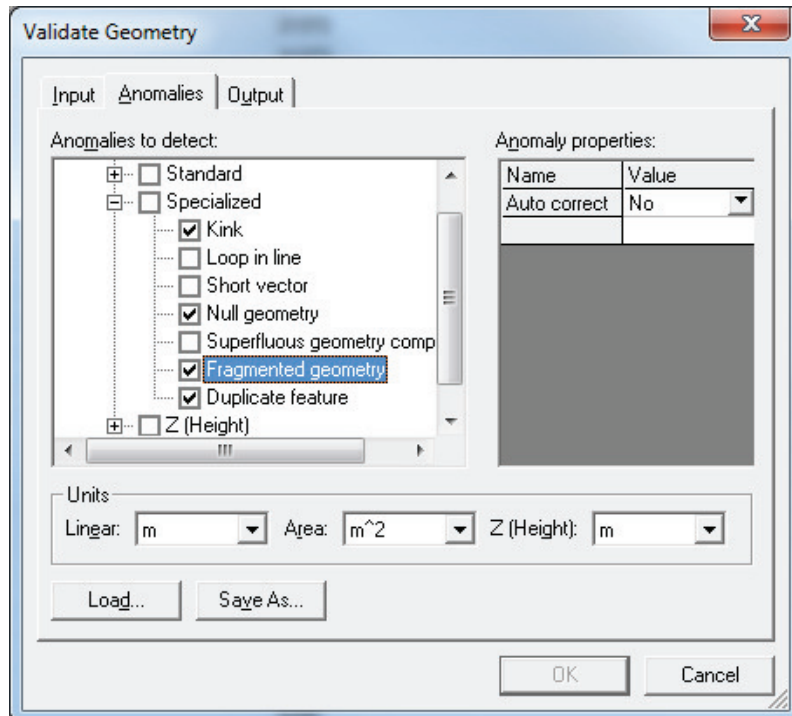 Validate Geometry
Input Anomalies Output
Anomalies to detect:
Standard
Specialized
Kink
Loop in line
Short vector
Null geometry
Superfluous geometry comp
Fragmented geometry
Duplicate feature
Z (Height)
Anomaly properties:
Name Value
Auto correct No
Units
Linear: m Area: m^2 Z (Height): m
Load... Save As...
OK Cancel